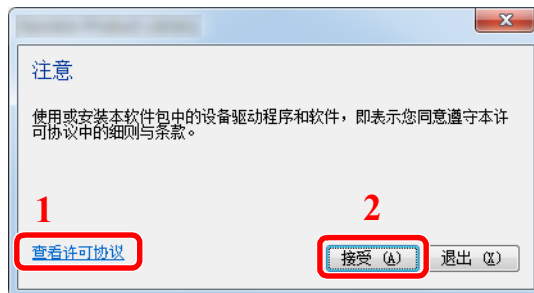 注意
使用或安装本软件包中的设备驱动程序和软件，即表示您同意遵守本许
可协议中的细则与条款。
1
2
查看许可协议
接受 (A)
退出 (X)